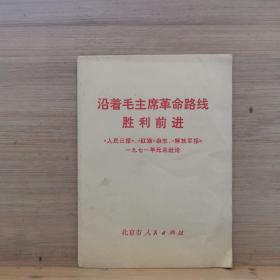 沿着毛主席革命路线
胜利前进
《人民日报》、《红旗》杂志、《解放军报》
一九七一年元旦社论
北京市人民出版社